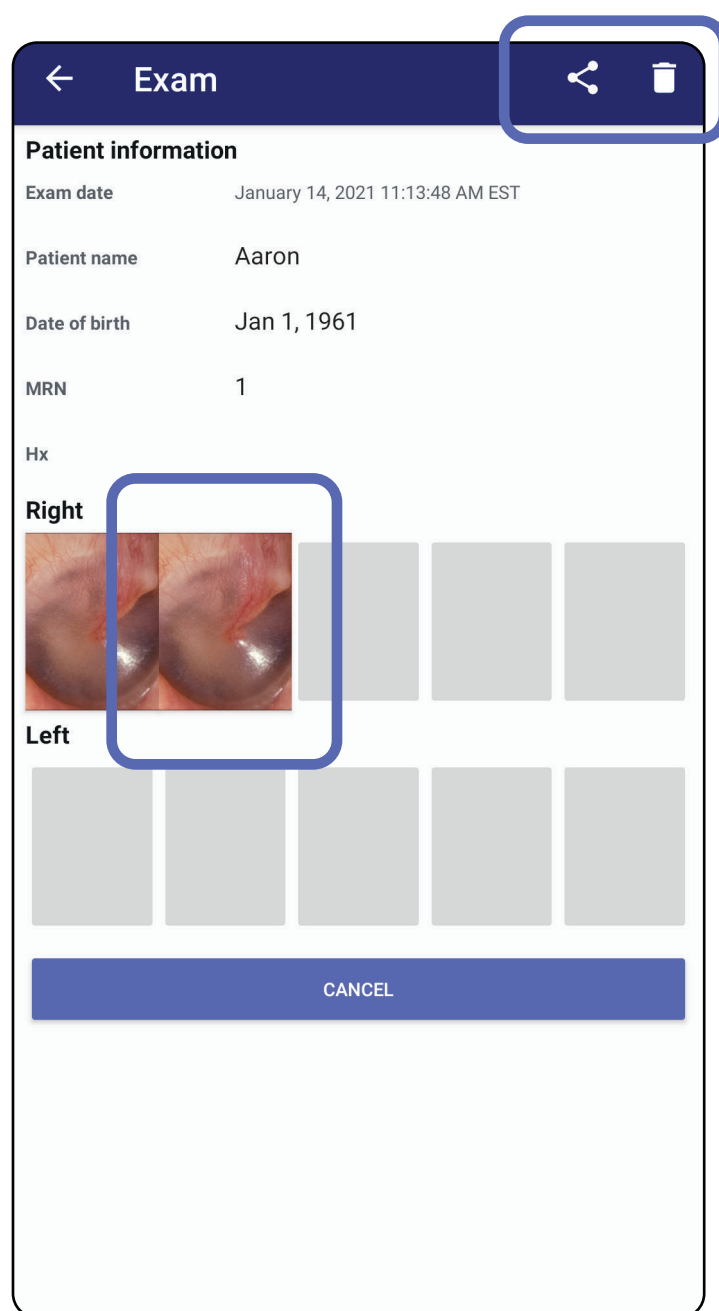 Exam
Patient information
Exam date January 14, 2021 11:13:48 AM EST
Patient name Aaron
Date of birth Jan 1, 1961
MRN 1
Hx
Right
Left
CANCEL